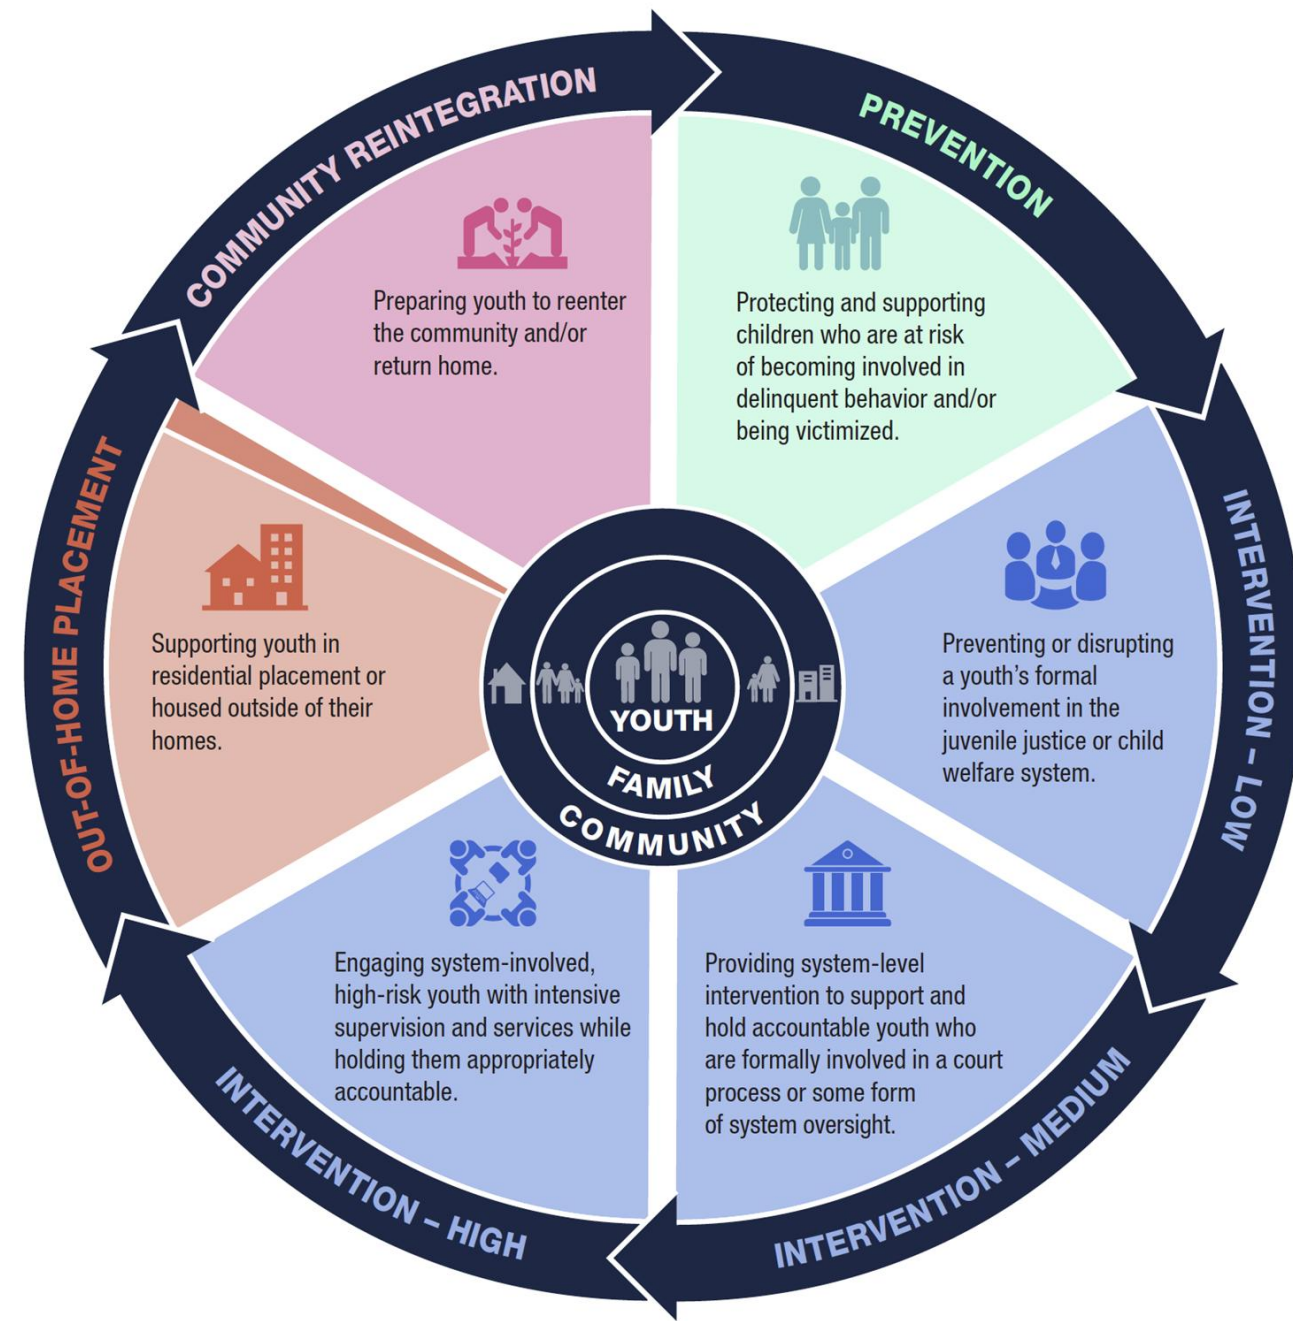 COMMUNITY REINTEGRATION
Preparing youth to reenter
the community and/or
return home.
PREVENTION
Protecting and supporting
children who are at risk
of becoming involved in
delinquent behavior and/or
being victimized.
INTERVENTION – LOW
Preventing or disrupting
a youth’s formal
involvement in the
juvenile justice or child
welfare system.
INTERVENTION – MEDIUM
Providing system-level
intervention to support and
hold accountable youth who
are formally involved in a court
process or some form
of system oversight.
INTERVENTION – HIGH
Engaging system-involved,
high-risk youth with intensive
supervision and services while
holding them appropriately
accountable.
OUT-OF-HOME PLACEMENT
Supporting youth in
residential placement or
housed outside of their
homes.
YOUTH
FAMILY
COMMUNITY